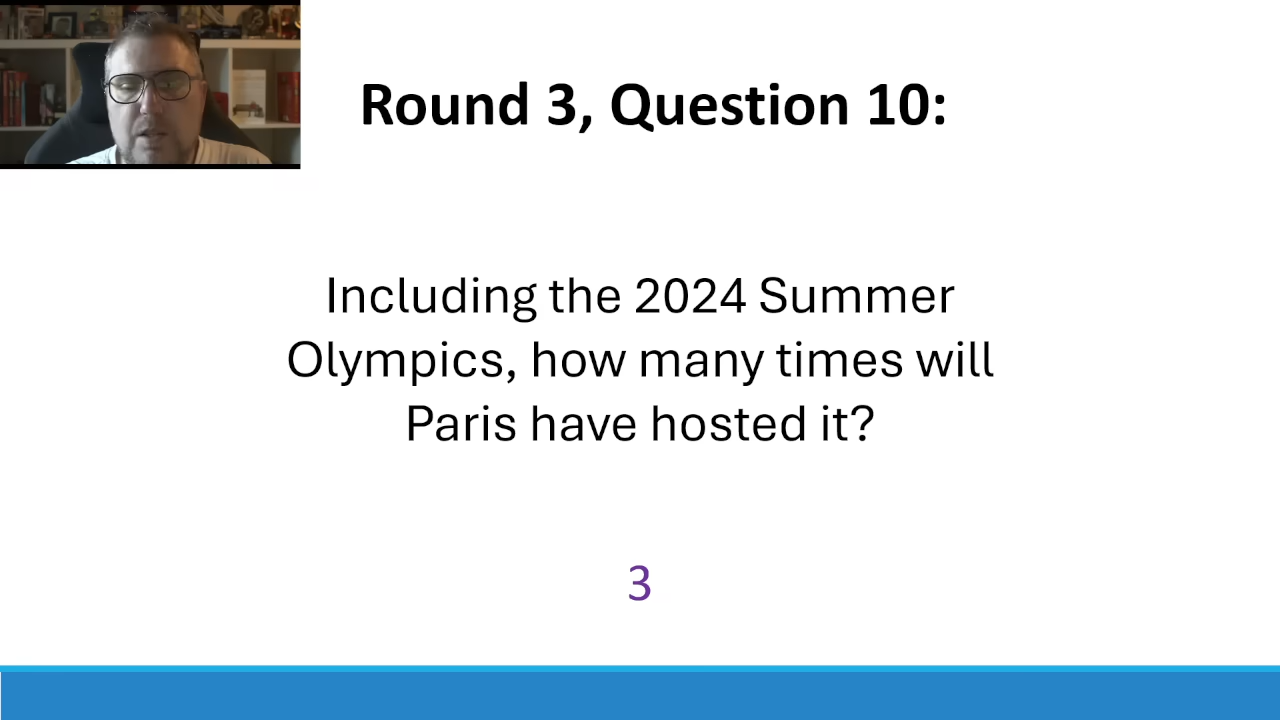 Round 3, Question 10:
Including the 2024 Summer
Olympics, how many times will
Paris have hosted it?
3